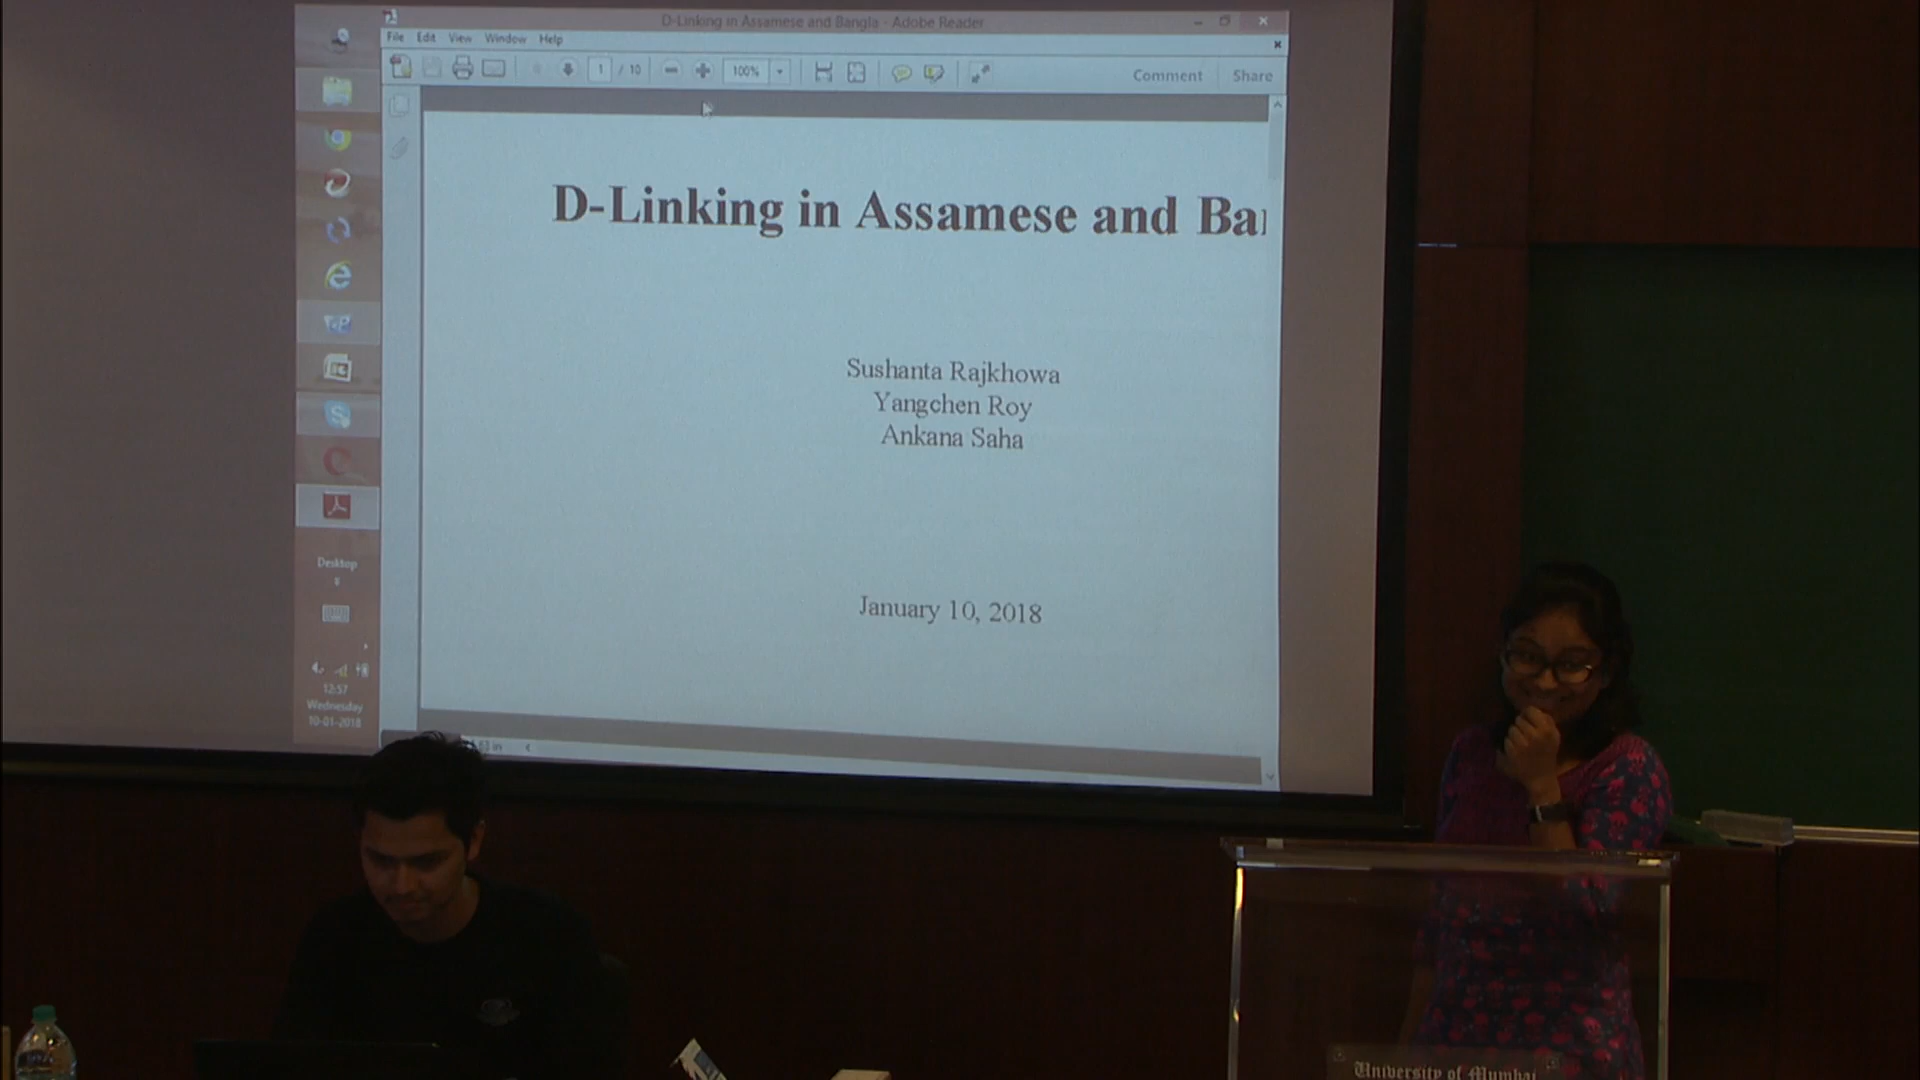 D-Linking in Assamese and Bangla - Adobe Reader
File Edit View Window Help
1 / 10 100% Comment Share
D-Linking in Assamese and Ba
Sushanta Rajkhowa
Yangchen Roy
Ankana Saha
January 10, 2018
Desktop
12:57
Wednesday
10-01-2018
in
University of Mumbai